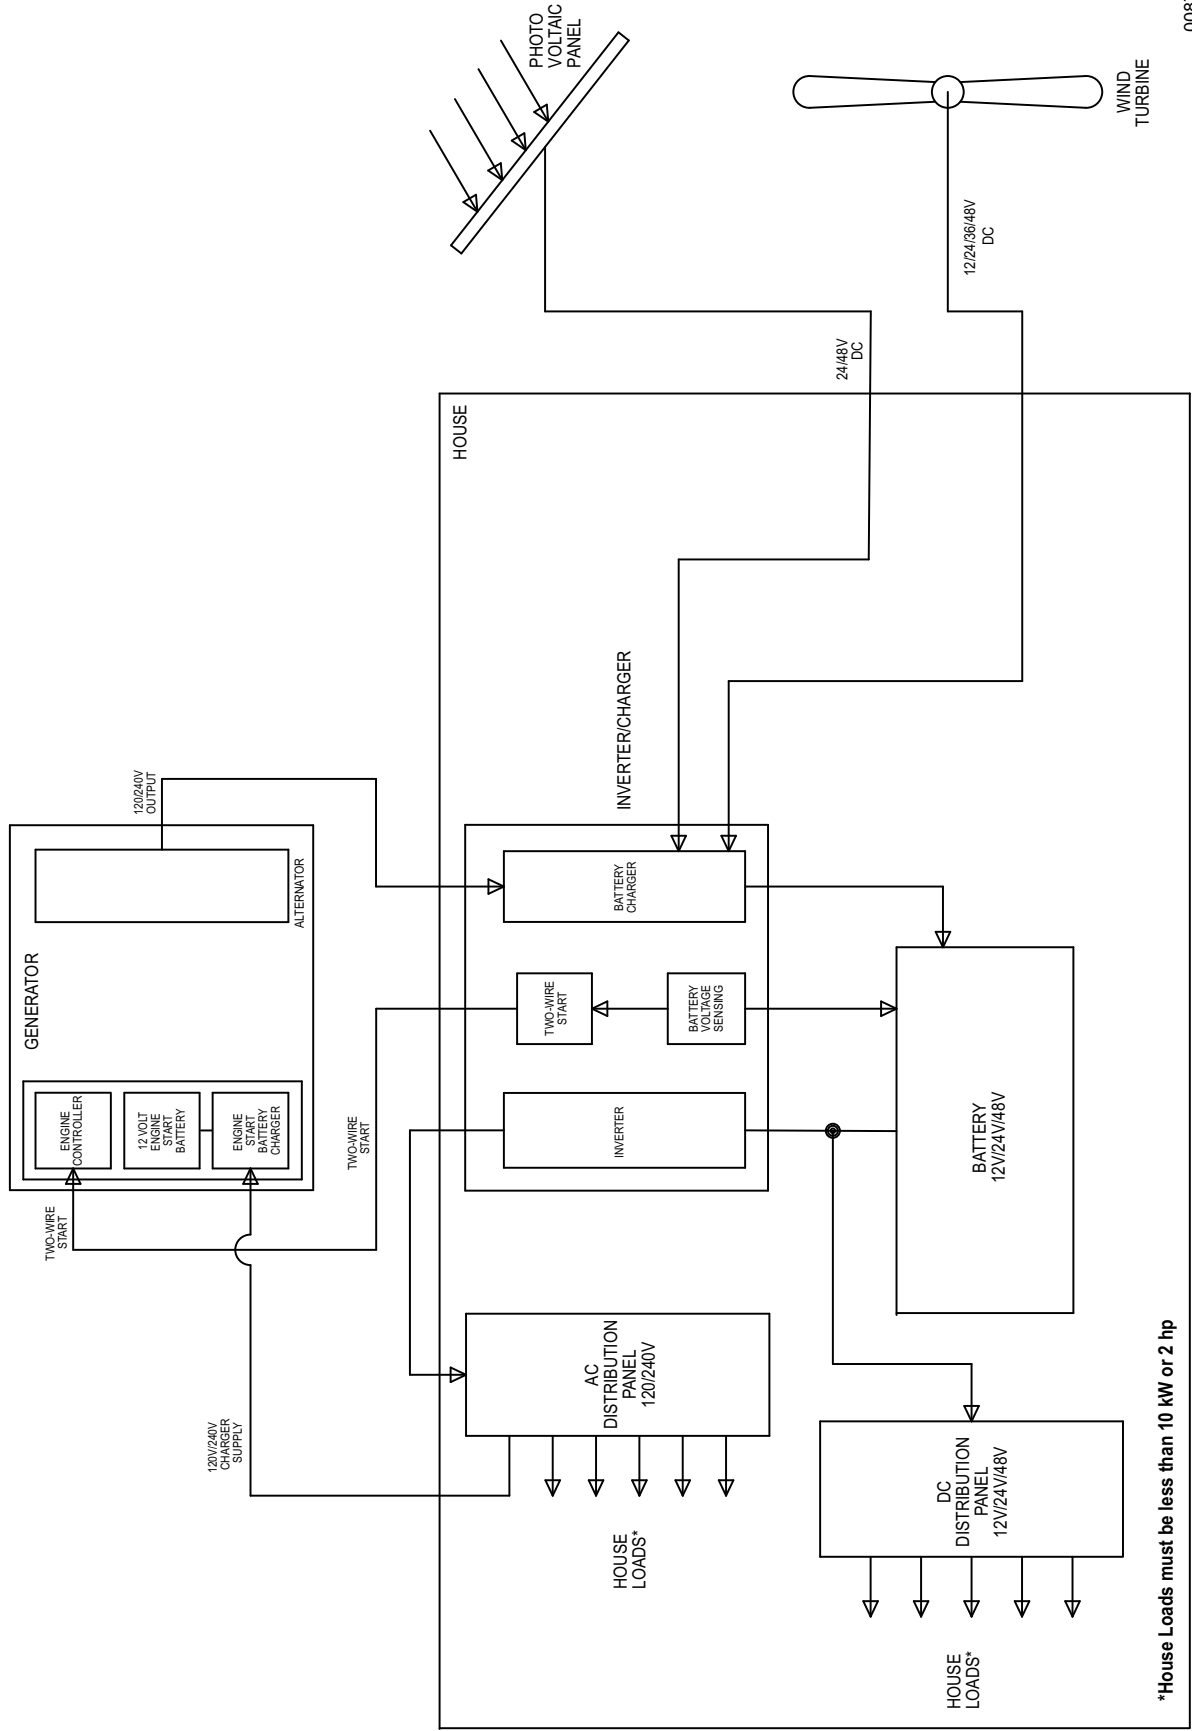 GENERATOR
ENGINE
CONTROLLER
12 VOLT
ENGINE
START
BATTERY
ENGINE
START
BATTERY
CHARGER
ALTERNATOR
TWO-WIRE
START
120/240V
OUTPUT
120V/240V
CHARGER
SUPPLY
TWO-WIRE
START
HOUSE
PHOTO
VOLTAIC
PANEL
INVERTER/CHARGER
AC
DISTRIBUTION
PANEL
120/240V
HOUSE
LOADS*
INVERTER
TWO-WIRE
START
BATTERY
VOLTAGE
SENSING
BATTERY
CHARGER
24/48V
DC
12/24/36/48V
DC
BATTERY
12V/24V/48V
DC
DISTRIBUTION
PANEL
12V/24V/48V
HOUSE
LOADS*
WIND
TURBINE
*House Loads must be less than 10 kW or 2 hp